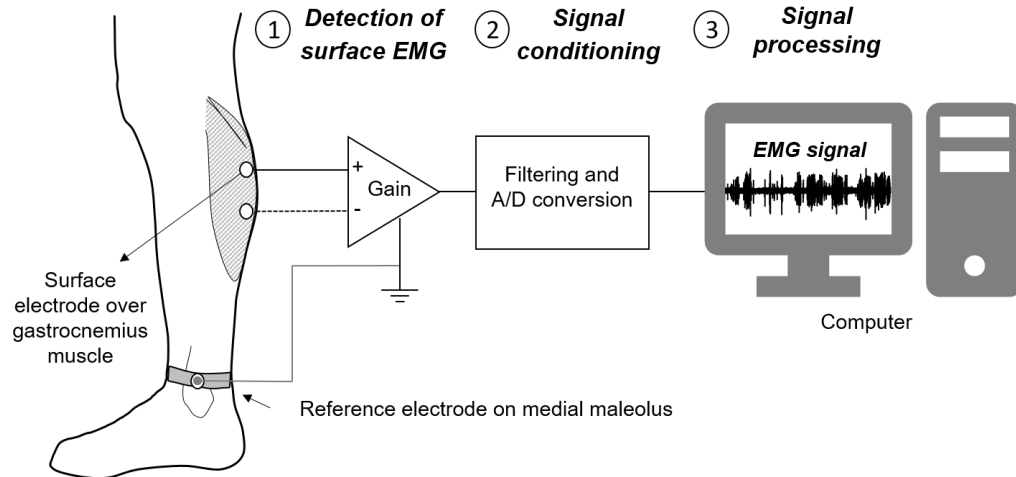 1 Detection of
surface EMG
2 Signal
conditioning
3 Signal
processing
+
Gain
-
Filtering and
A/D conversion
EMG signal
Surface
electrode over
gastrocnemius
muscle
Computer
Reference electrode on medial maleolus